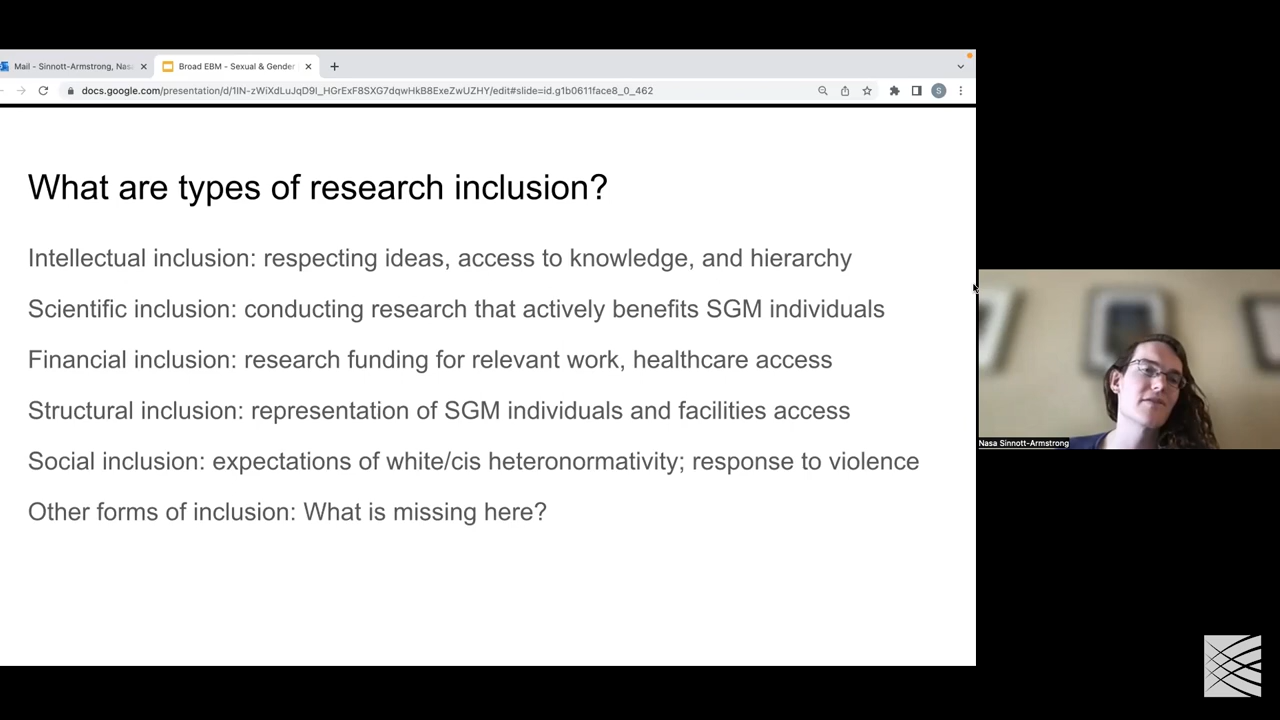 Mail - Sinnott-Armstrong, Nas
Broad EBM - Sexual & Gender
docs.google.com/presentation/d/1IN-zWiXdLuJqD9I_HGrExF8SXG7dqwHkB8ExeZwUZHY/edit#slide=id.g1b0611face8_0_462
S
What are types of research inclusion?
Intellectual inclusion: respecting ideas, access to knowledge, and hierarchy
Scientific inclusion: conducting research that actively benefits SGM individuals
Financial inclusion: research funding for relevant work, healthcare access
Structural inclusion: representation of SGM individuals and facilities access
Social inclusion: expectations of white/cis heteronormativity; response to violence
Other forms of inclusion: What is missing here?
Nasa Sinnott-Armstrong